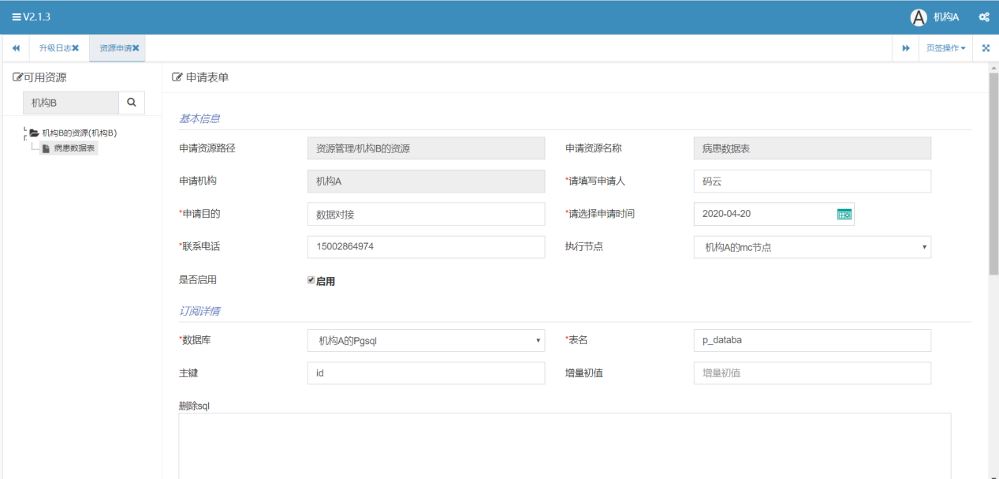 V2.1.3 机构A
升级日志 资源申请 页签操作
可用资源
机构B
机构B的资源(机构B)
病患数据表
申请表单
基本信息
申请资源路径 资源管理/机构B的资源 申请资源名称 病患数据表
申请机构 机构A *请填写申请人 码云
*申请目的 数据对接 *请选择申请时间 2020-04-20
*联系电话 15002864974 执行节点 机构A的mc节点
是否启用 启用
订阅详情
*数据库 机构A的Pgsql *表名 p_databa
主键 id 增量初值 增量初值
删除sql